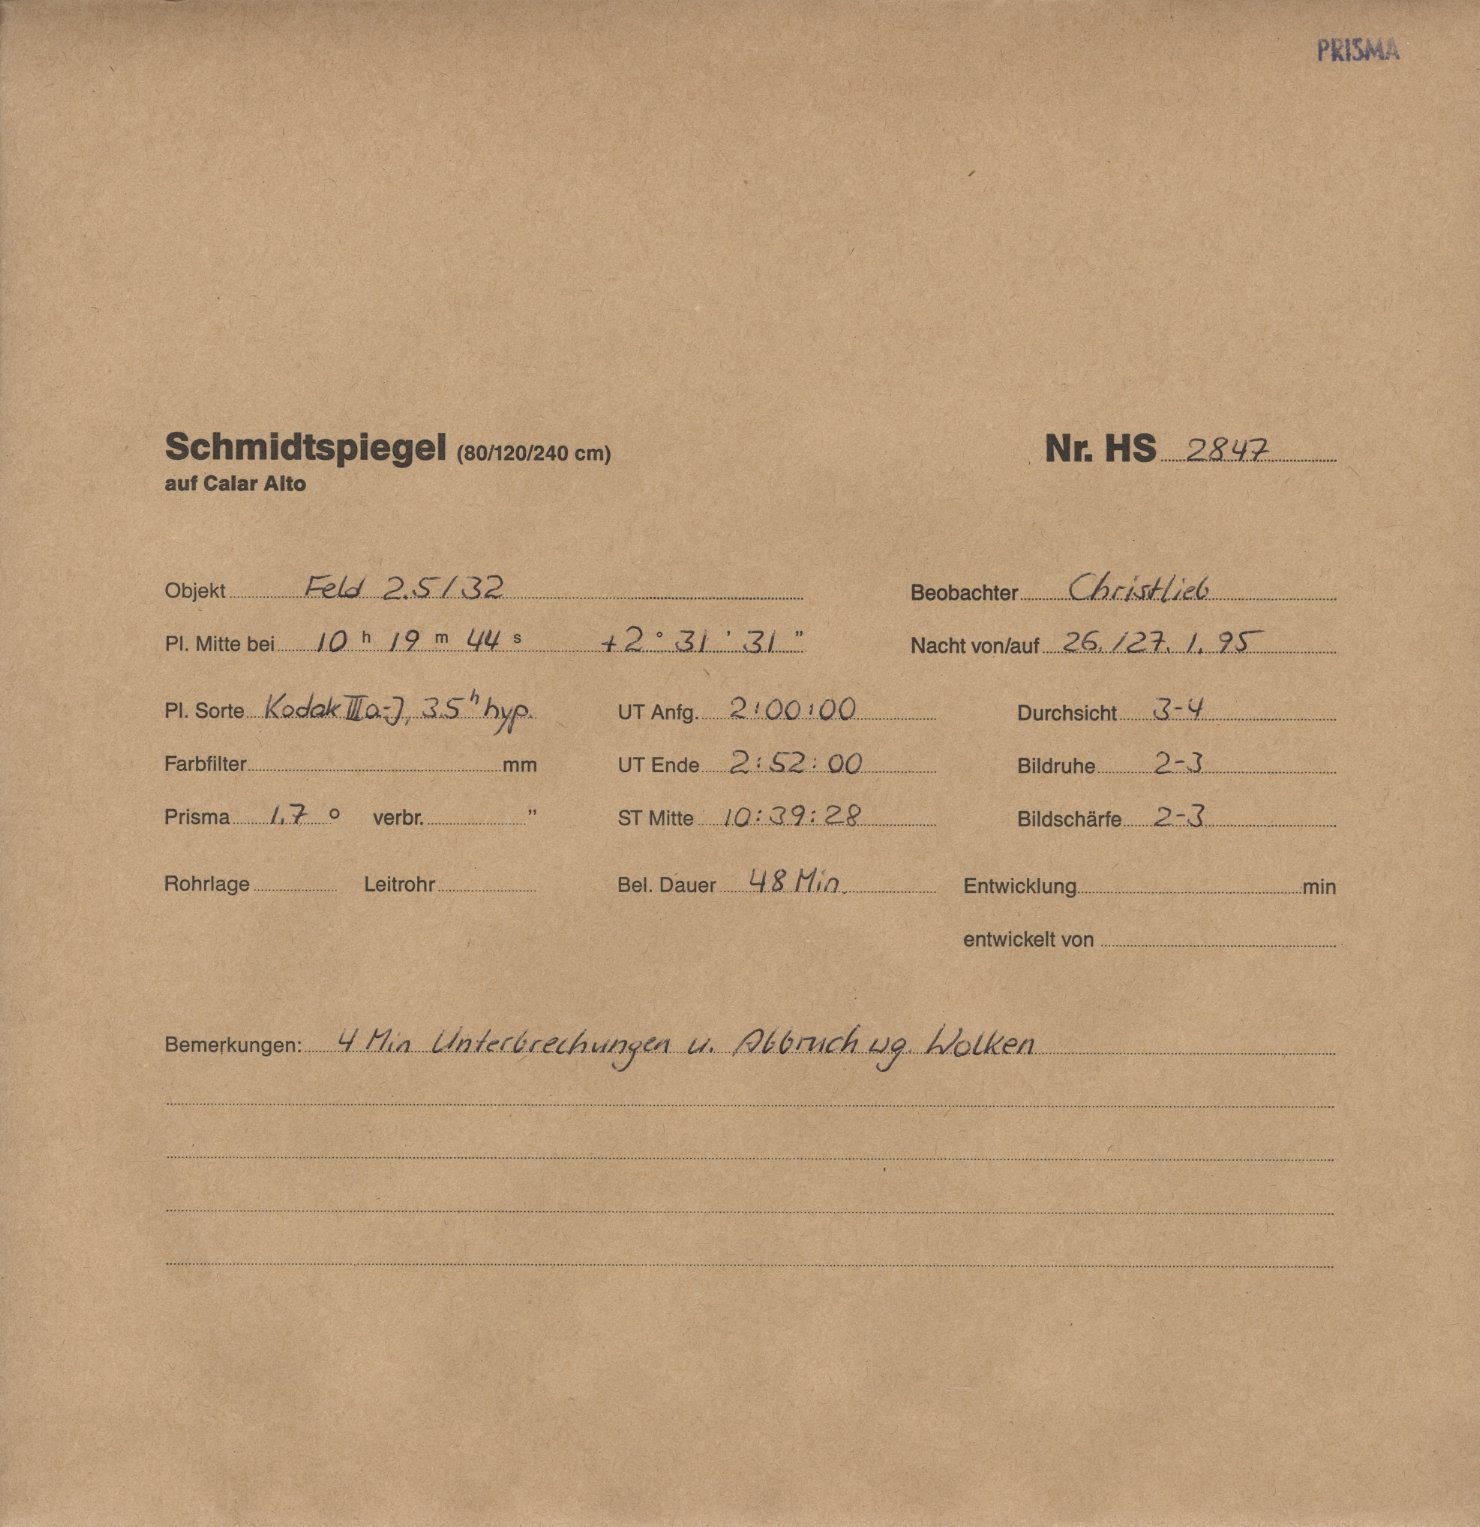 PRISMA
Schmidtspiegel (80/120/240 cm) Nr. HS 2847
auf Calar Alto
Objekt Feld 2.5/32 Beobachter Christlieb
Pl. Mitte bei 10 h 19 m 44 s +2 ° 31 ' 31 " Nacht von/auf 26./27. 1. 95
Pl. Sorte Kodak IIIa-J, 3.5 h hyp. UT Anfg. 2:00:00 Durchsicht 3-4
Farbfilter mm UT Ende 2:52:00 Bildruhe 2-3
Prisma 1.7 ° verbr. " ST Mitte 10:39:28 Bildschärfe 2-3
Rohrlage Leitrohr Bel. Dauer 48 Min. Entwicklung min
entwickelt von
Bemerkungen: 4 Min Unterbrechungen u. Abbruch wg. Wolken